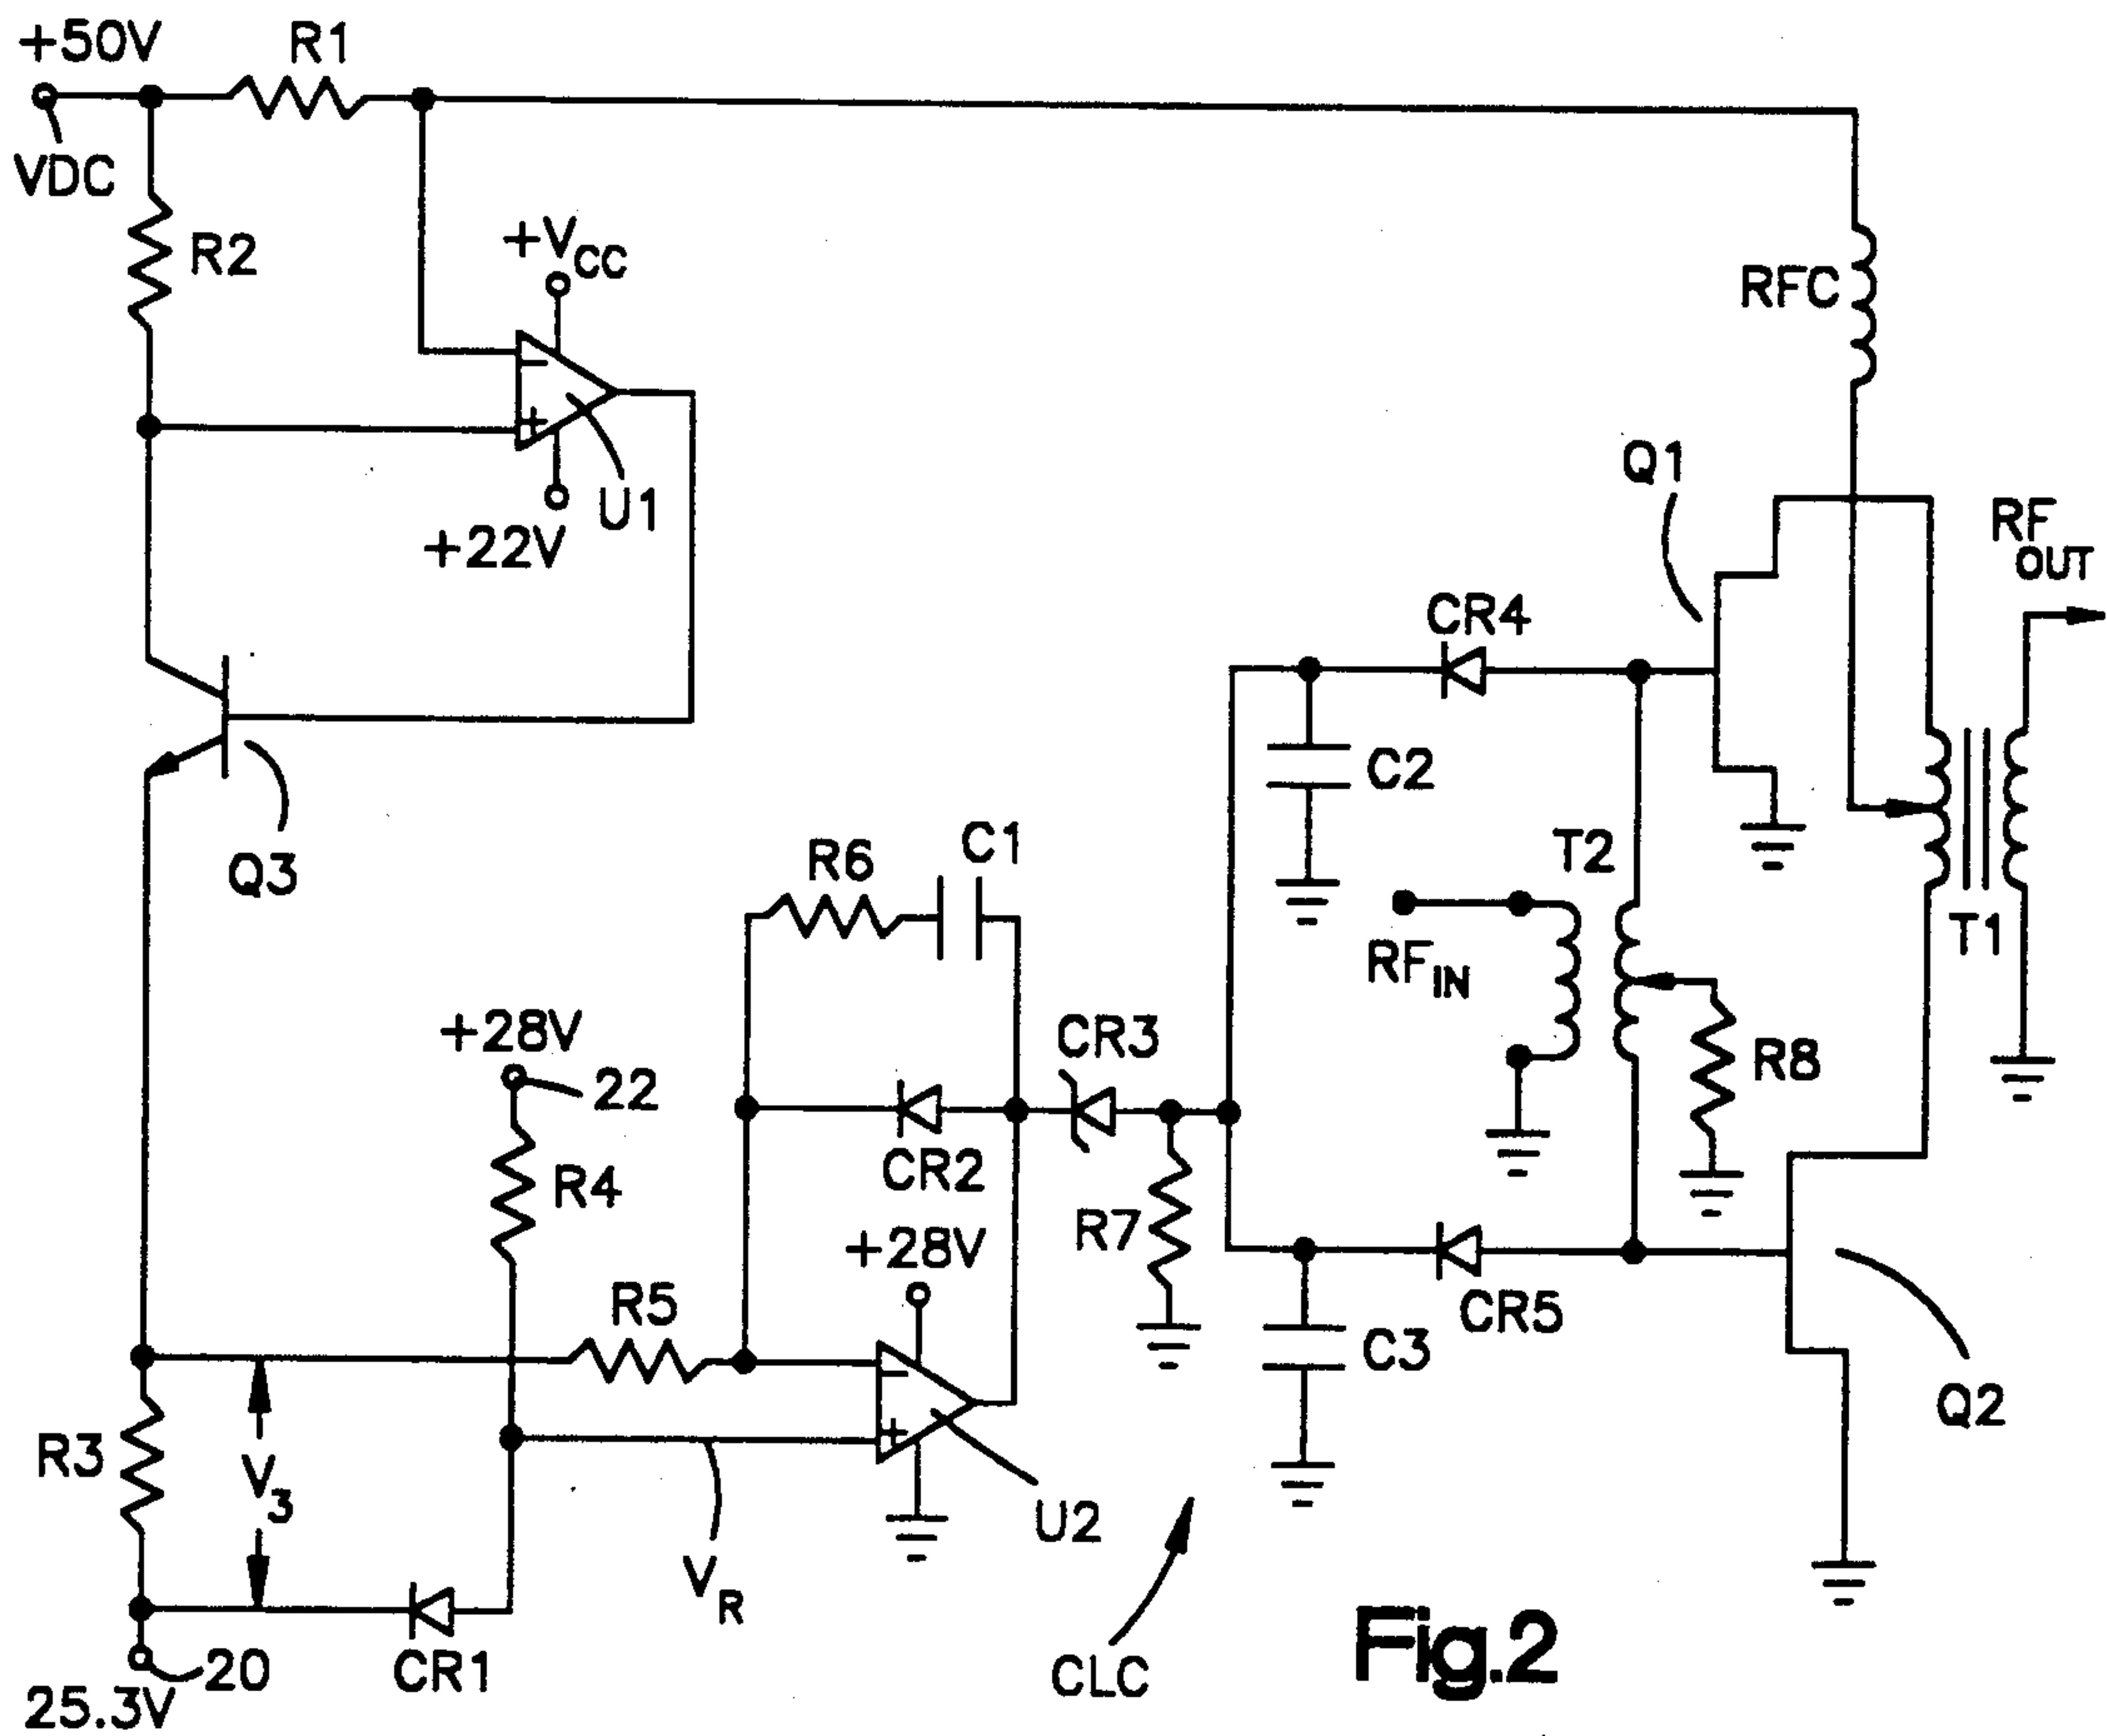 +50V
R1
VDC
R2
+VCC
RFC
U1
+22V
Q1
RF OUT
CR4
C2
Q3
R6
C1
T2
T1
RFIN
+28V
22
CR3
R8
R4
CR2
R7
+28V
R5
CR5
C3
Q2
R3
V3
U2
VR
CLC
Fig.2
CR1
20
25.3V
+
−
+
−